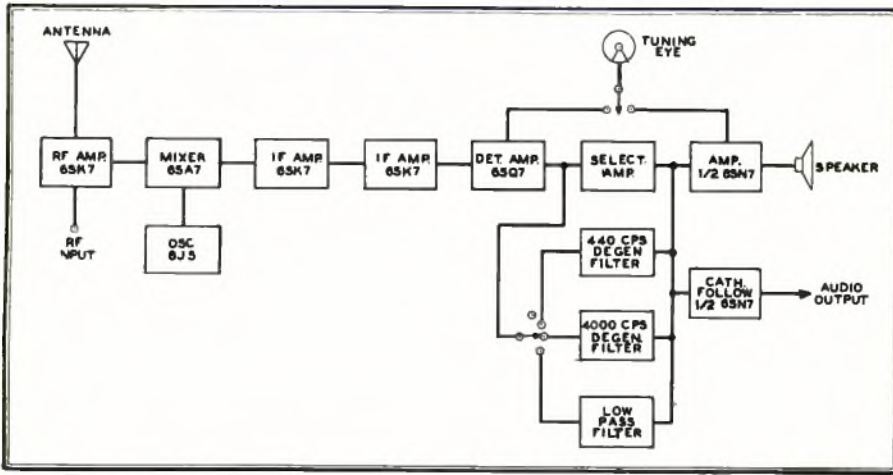 ANTENNA
TUNING
EYE
RF AMP.
6SK7
MIXER
6SA7
IF AMP.
6SK7
IF AMP.
6SK7
DET. AMP.
6SQ7
SELECT.
AMP.
AMP.
1/2 6SN7
SPEAKER
RF
INPUT
OSC
6J5
440 CPS
DEGEN
FILTER
4000 CPS
DEGEN.
FILTER
CATH.
FOLLOW
1/2 6SN7
AUDIO
OUTPUT
LOW
PASS
FILTER